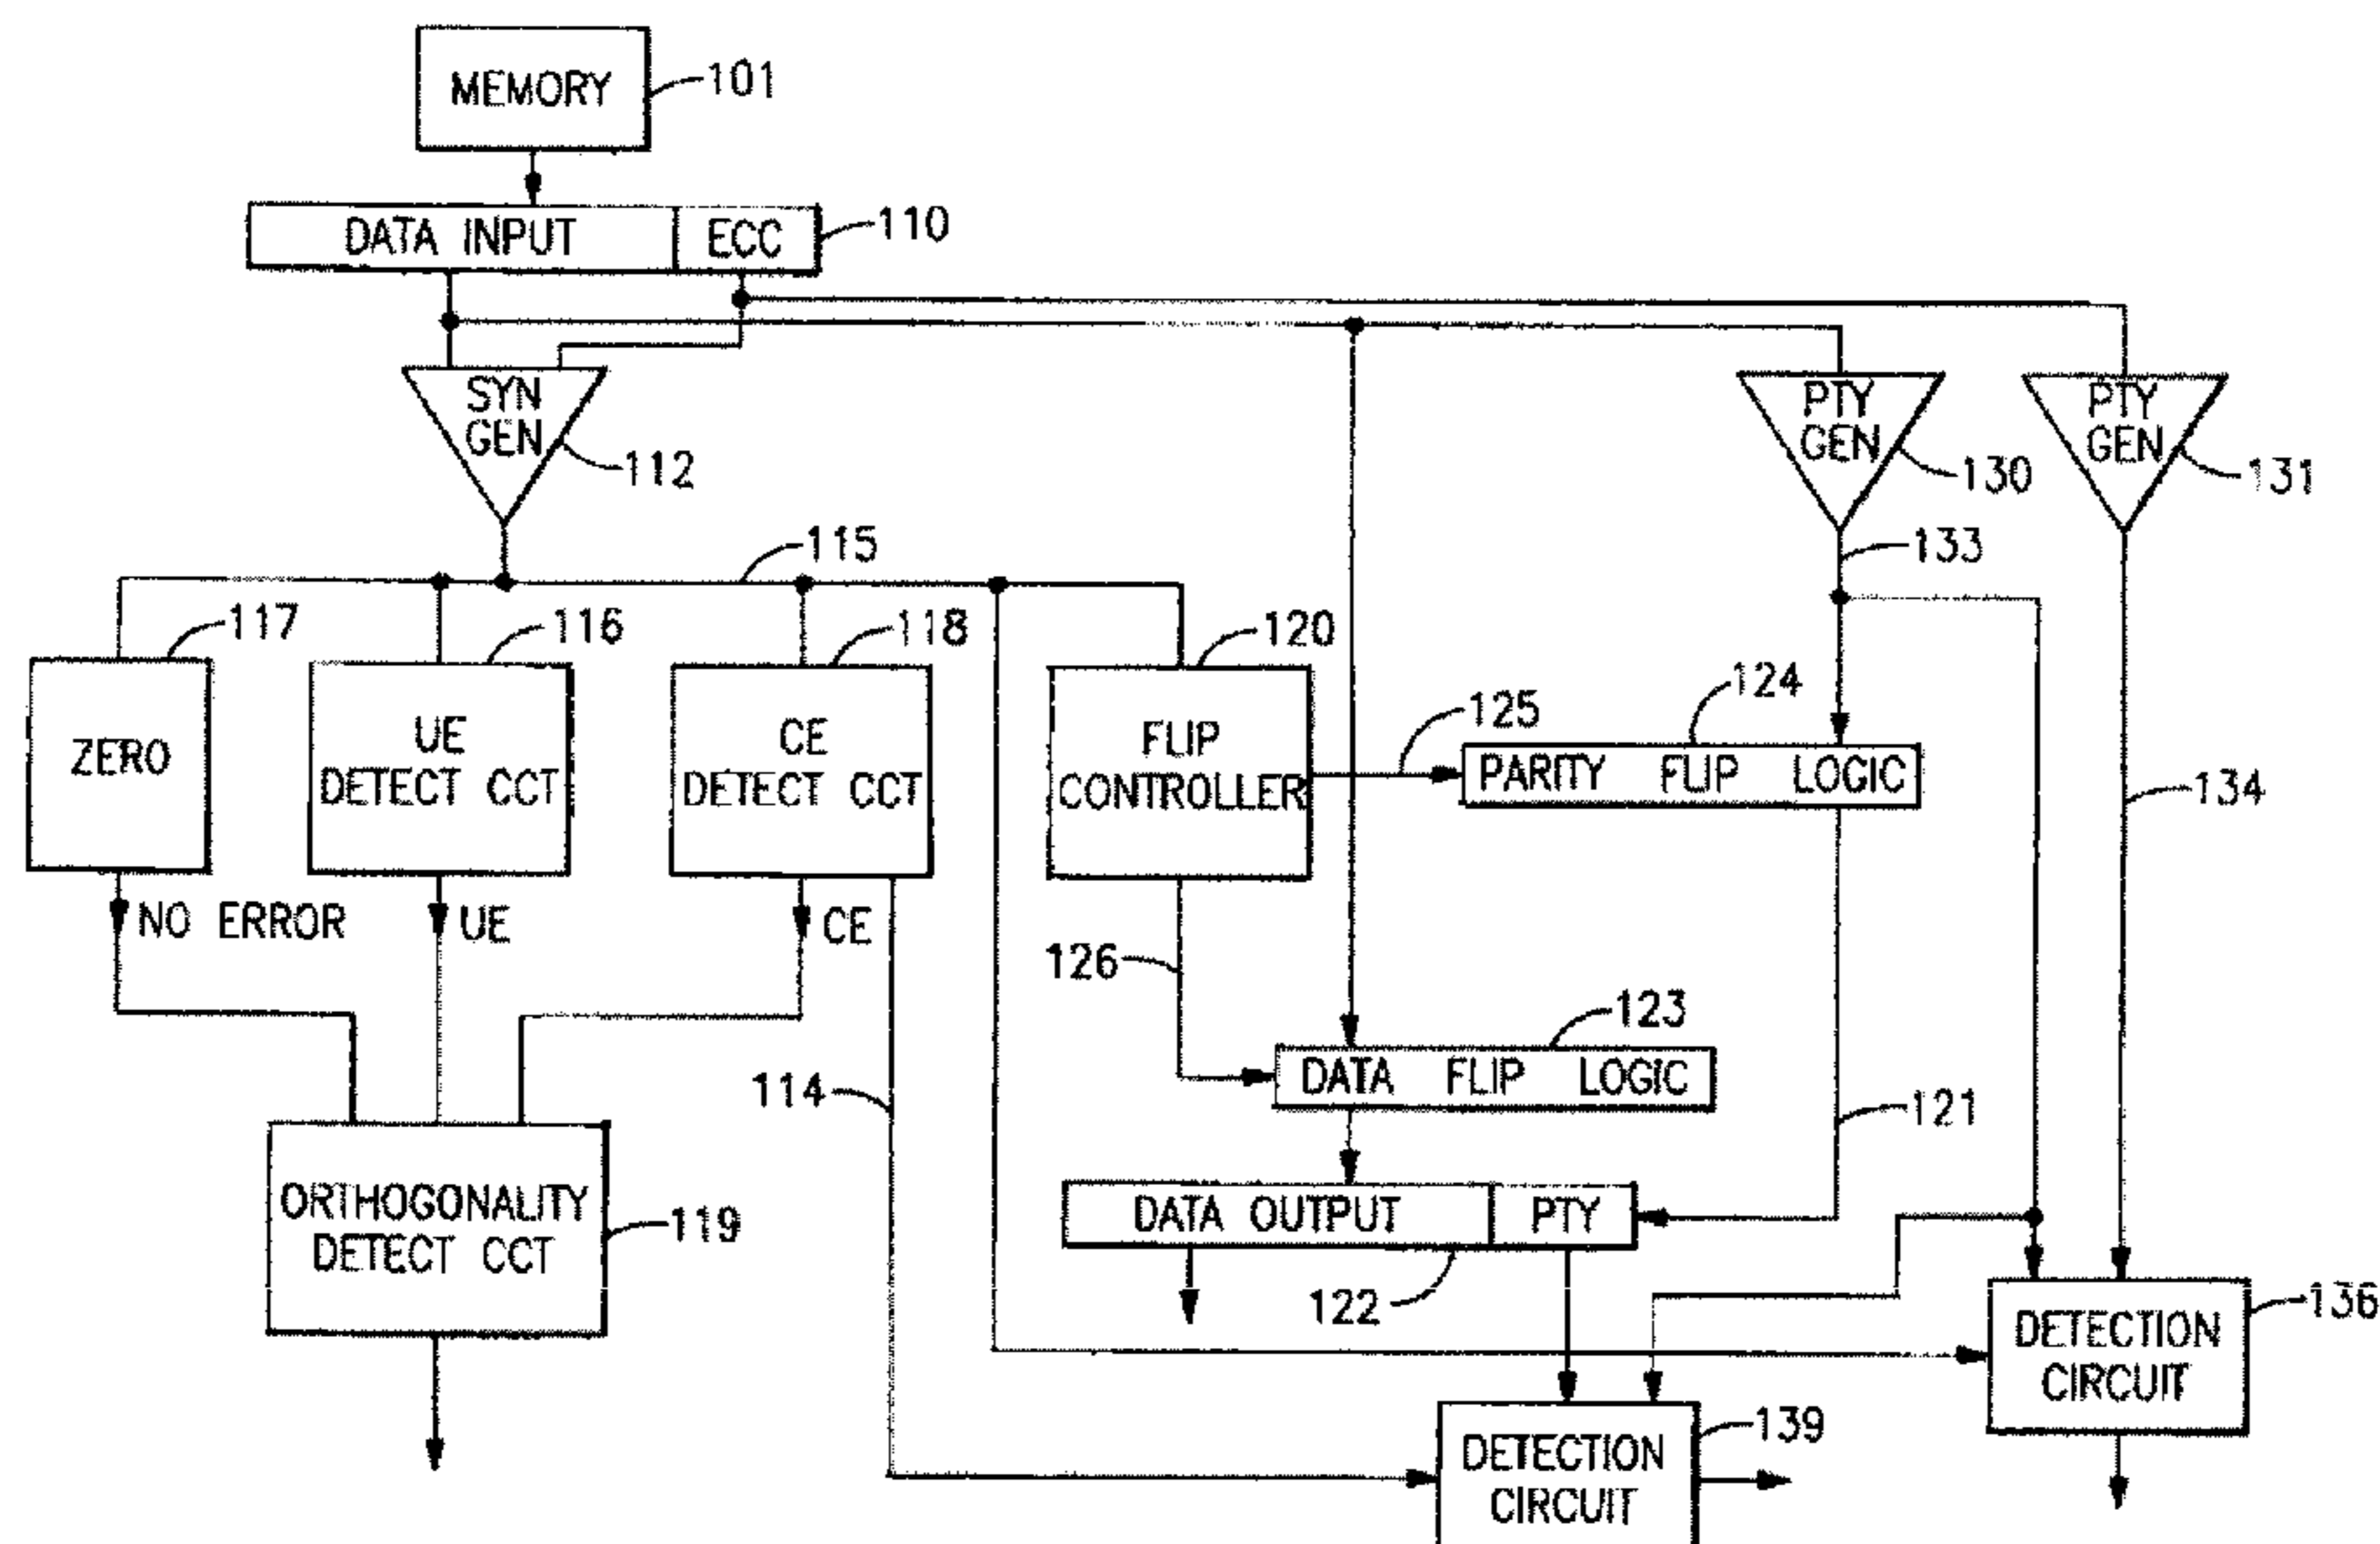 MEMORY
101
DATA INPUT
ECC
110
SYN
GEN
112
PTY
GEN
130
PTY
GEN
131
115
133
117
116
118
120
124
125
ZERO
UE
DETECT CCT
CE
DETECT CCT
FLIP
CONTROLLER
PARITY FLIP LOGIC
134
NO ERROR
UE
CE
126
123
114
DATA FLIP LOGIC
121
ORTHOGONALITY
DETECT CCT
119
DATA OUTPUT
PTY
122
136
DETECTION
CIRCUIT
139
DETECTION
CIRCUIT